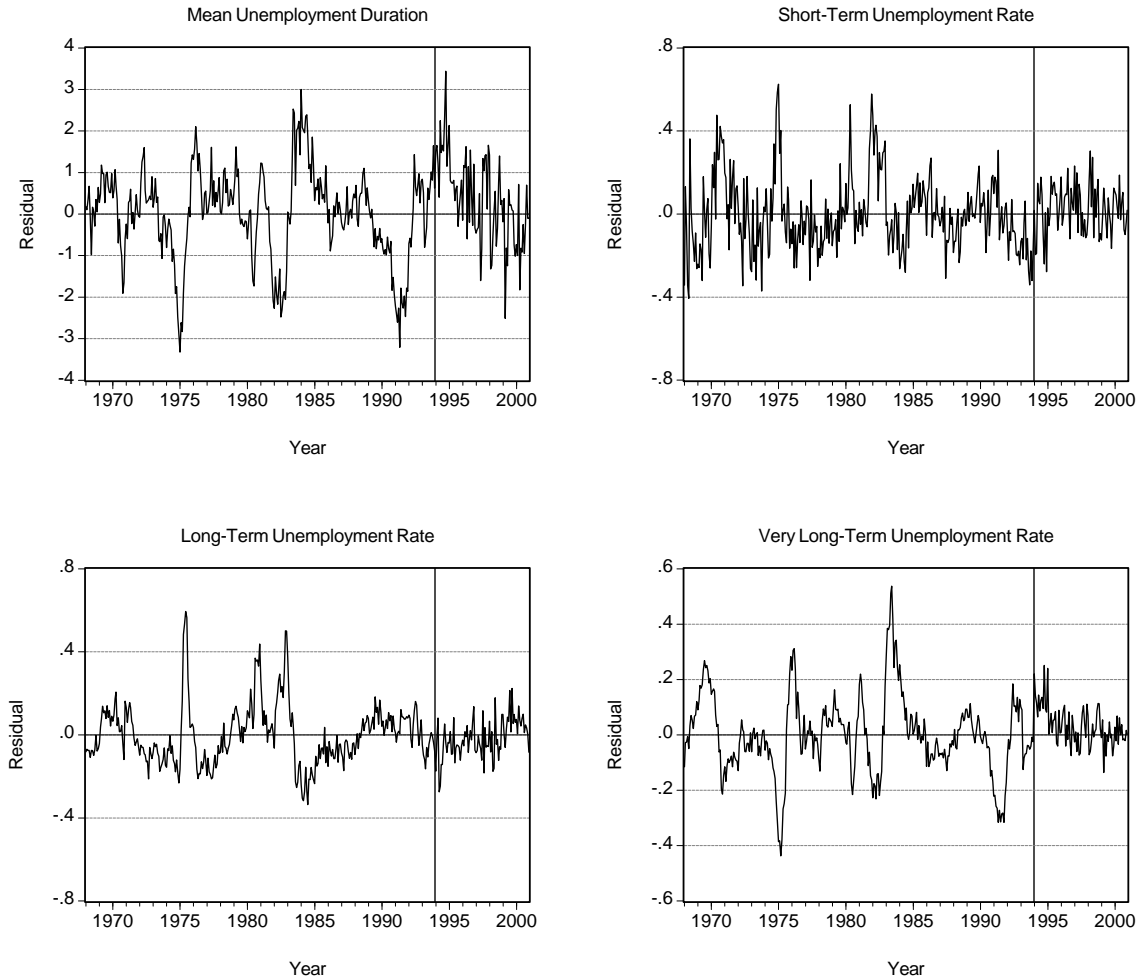 Mean Unemployment Duration
4
3
2
1
0
-1
-2
-3
-4
Residual
1970 1975 1980 1985 1990 1995 2000
Year
Short-Term Unemployment Rate
.8
.4
.0
-.4
-.8
Residual
1970 1975 1980 1985 1990 1995 2000
Year
Long-Term Unemployment Rate
.8
.4
.0
-.4
-.8
Residual
1970 1975 1980 1985 1990 1995 2000
Year
Very Long-Term Unemployment Rate
.6
.4
.2
.0
-.2
-.4
-.6
Residual
1970 1975 1980 1985 1990 1995 2000
Year